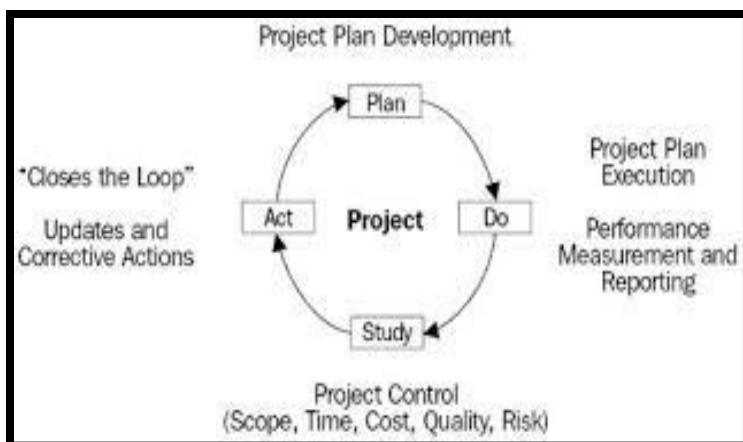 Project Plan Development
Plan
Project Plan
Execution
"Closes the Loop"
Act
Project
Do
Updates and
Corrective Actions
Performance
Measurement and
Reporting
Study
Project Control
(Scope, Time, Cost, Quality, Risk)